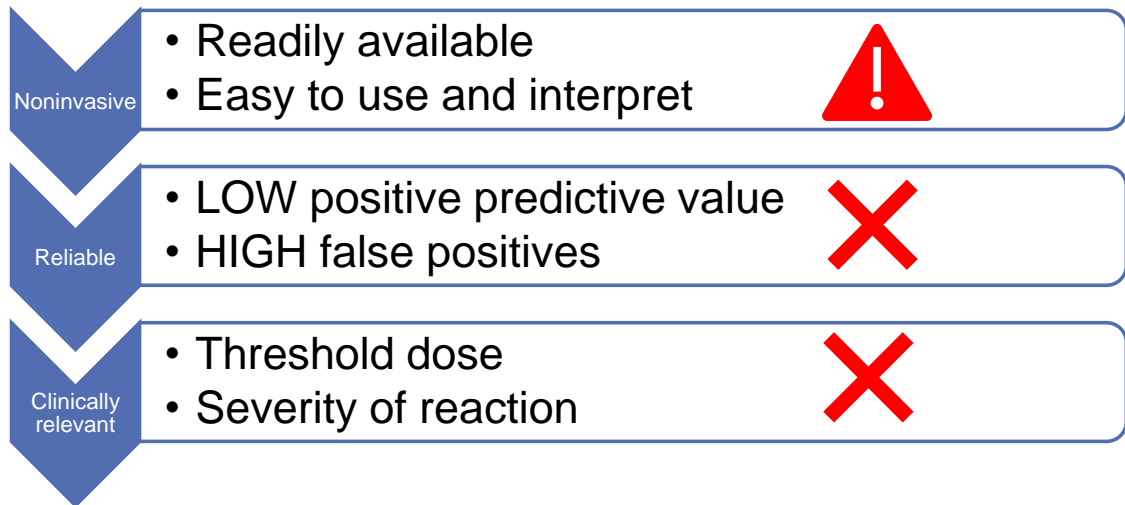 Noninvasive
• Readily available
• Easy to use and interpret
Reliable
• LOW positive predictive value
• HIGH false positives
Clinically
relevant
• Threshold dose
• Severity of reaction